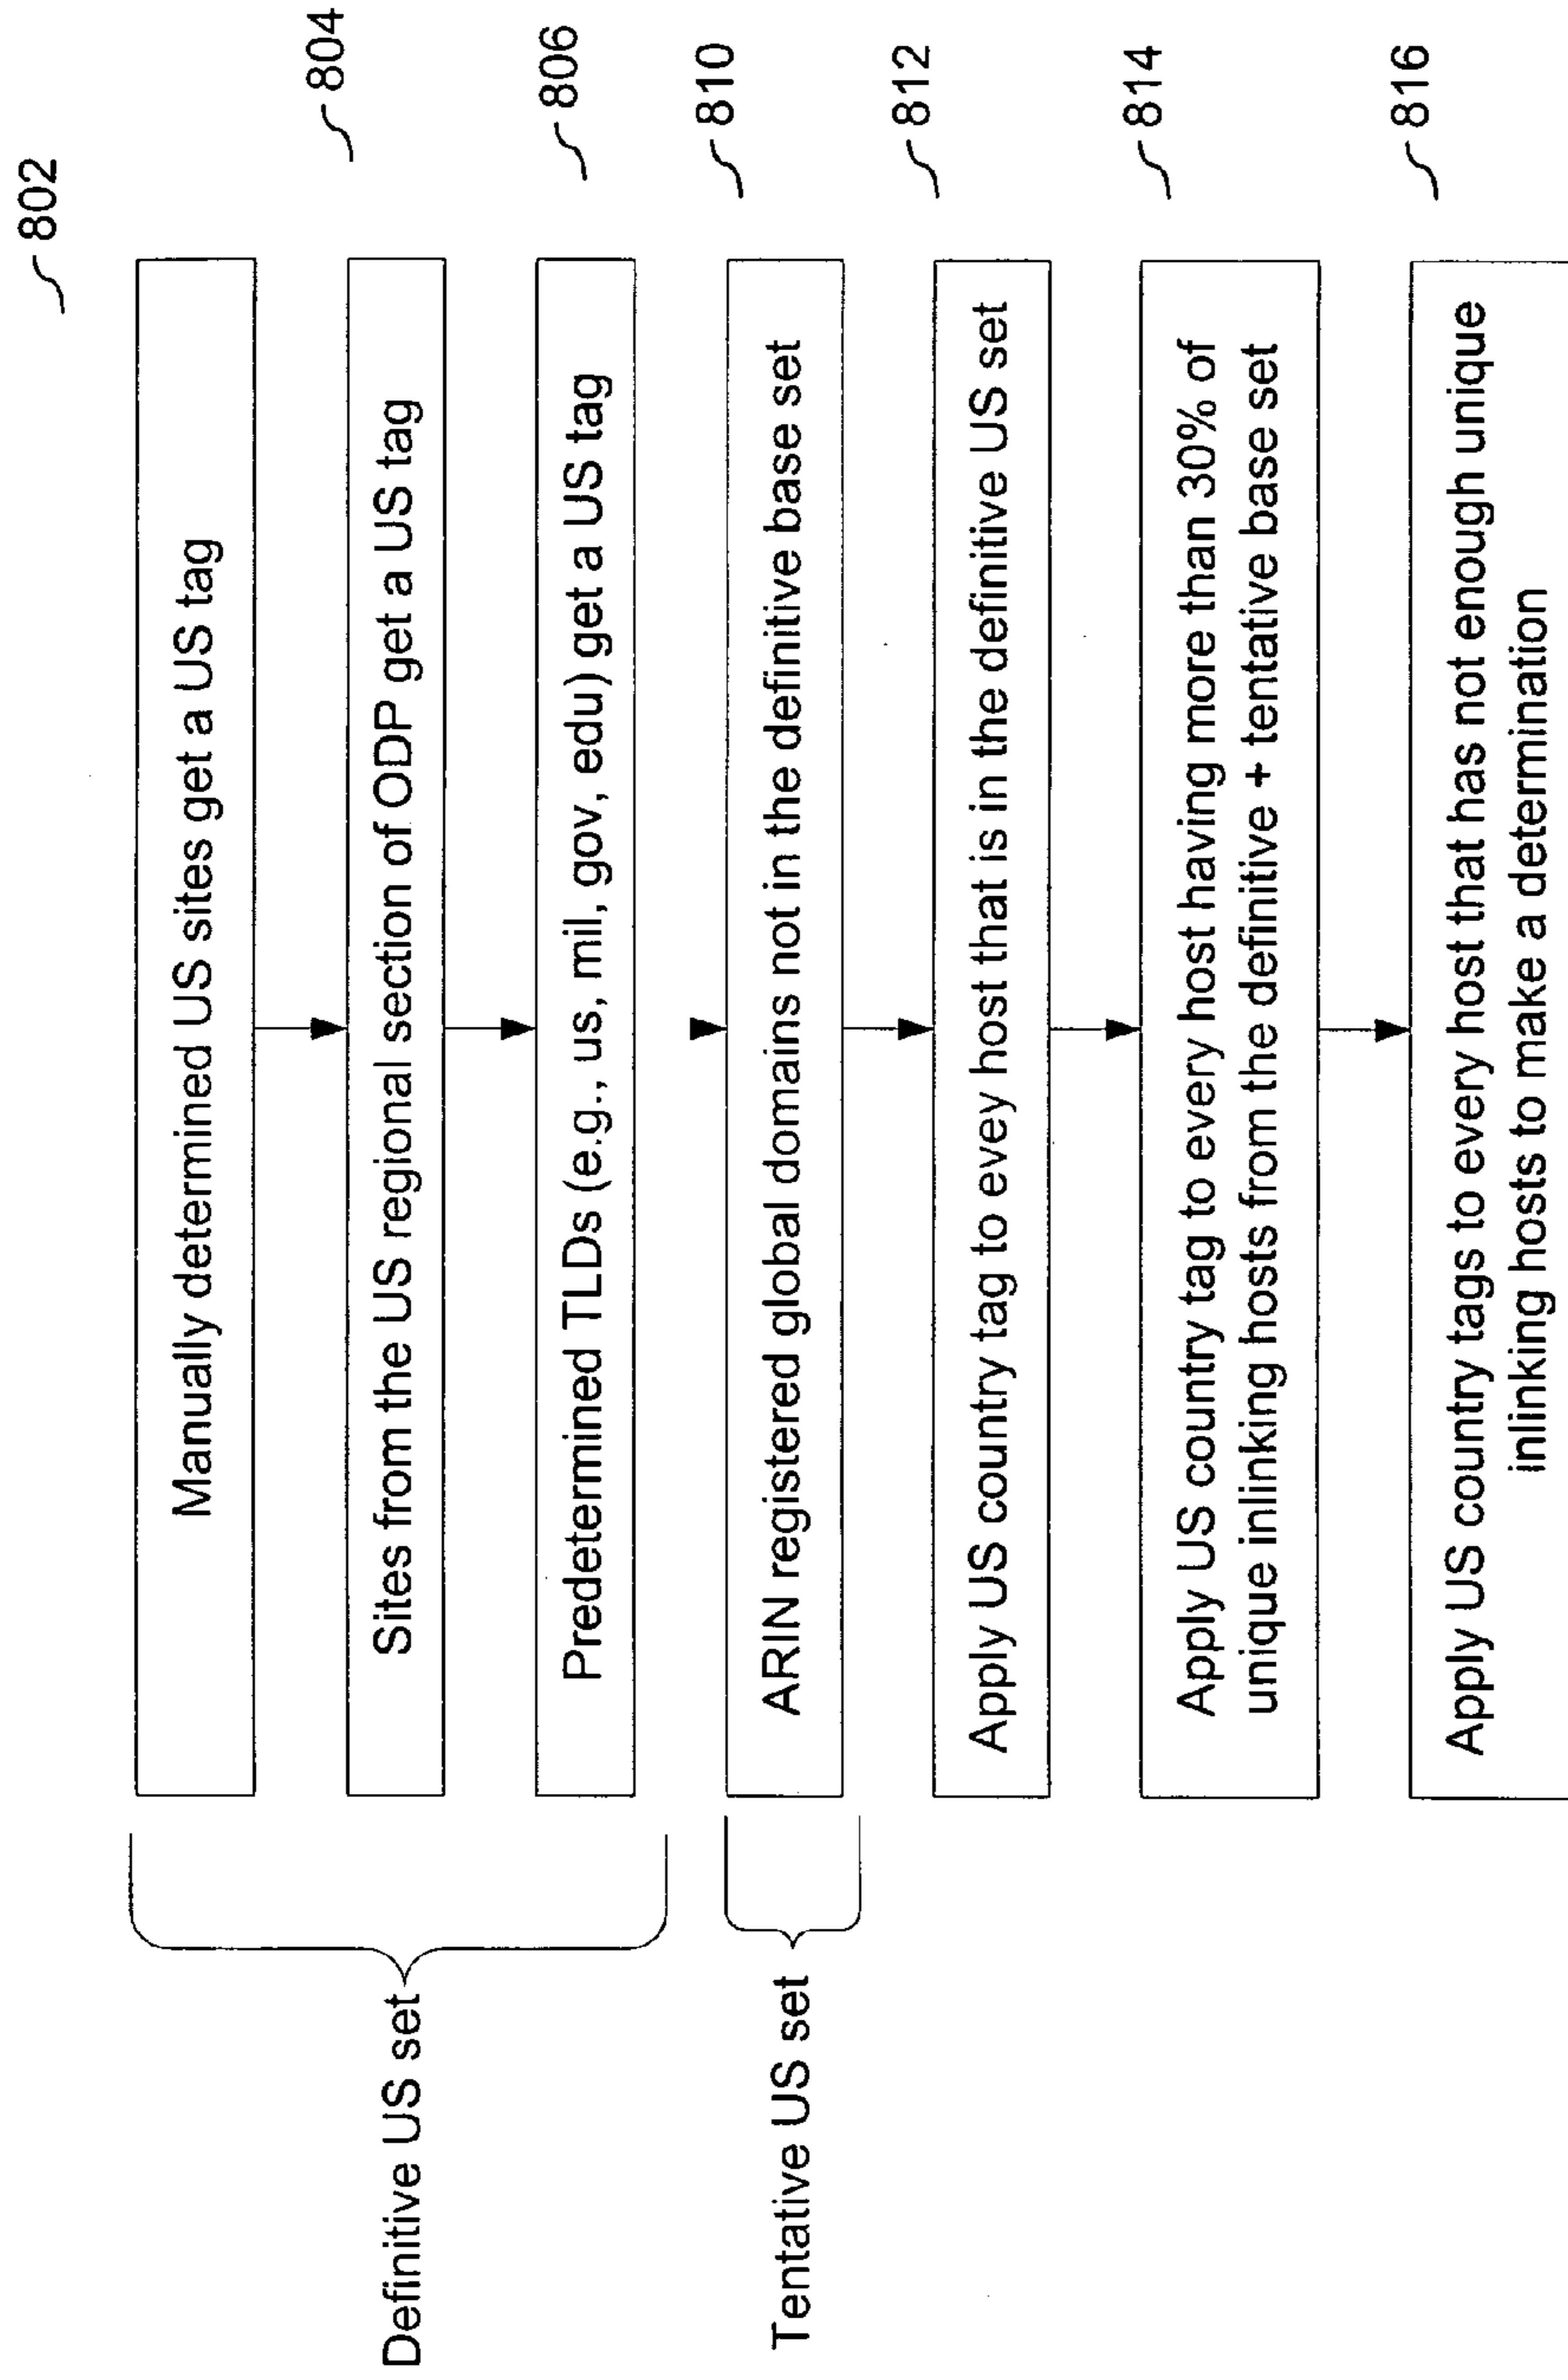 802
Manually determined US sites get a US tag
804
Sites from the US regional section of ODP get a US tag
806
Predetermined TLDs (e.g., us, mil, gov, edu) get a US tag
Definitive US set
810
ARIN registered global domains not in the definitive base set
Tentative US set
812
Apply US country tag to evey host that is in the definitive US set
814
Apply US country tag to every host having more than 30% of
unique inlinking hosts from the definitive + tentative base set
816
Apply US country tags to every host that has not enough unique
inlinking hosts to make a determination